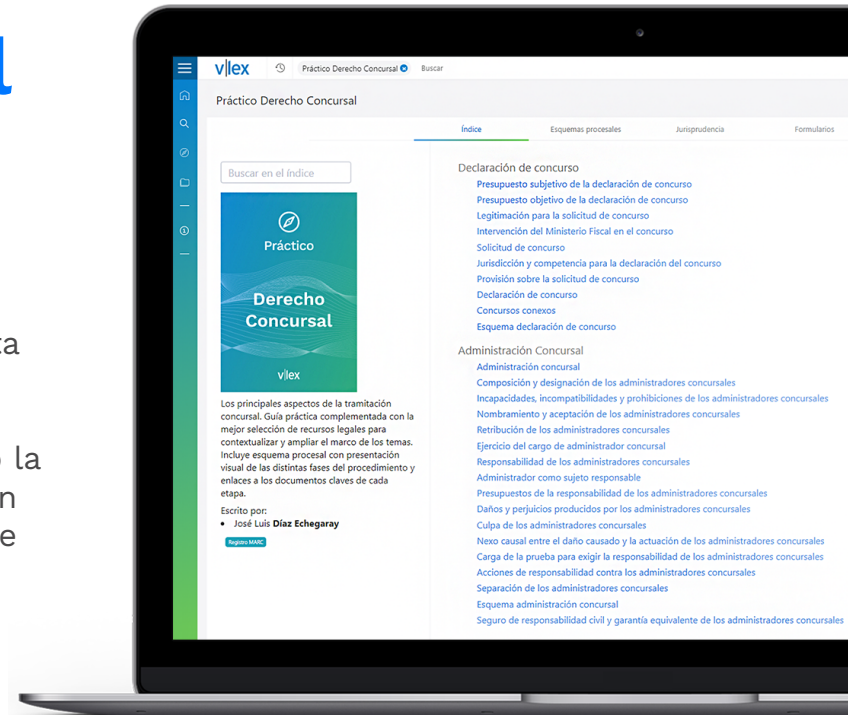 l
ta
o la
n
e
vlex
Práctico Derecho Concursal
Buscar
Práctico Derecho Concursal
Índice
Esquemas procesales
Jurisprudencia
Formularios
Buscar en el índice
Práctico
Derecho
Concursal
vlex
Los principales aspectos de la tramitación
concursal. Guía práctica complementada con la
mejor selección de recursos legales para
contextualizar y ampliar el marco de los temas.
Incluye esquema procesal con presentación
visual de las distintas fases del procedimiento y
enlaces a los documentos claves de cada
etapa.
Escrito por:
• José Luis Díaz Echegaray
Registro MARC
Declaración de concurso
Presupuesto subjetivo de la declaración de concurso
Presupuesto objetivo de la declaración de concurso
Legitimación para la solicitud de concurso
Intervención del Ministerio Fiscal en el concurso
Solicitud de concurso
Jurisdicción y competencia para la declaración del concurso
Provisión sobre la solicitud de concurso
Declaración de concurso
Concursos conexos
Esquema declaración de concurso
Administración Concursal
Administración concursal
Composición y designación de los administradores concursales
Incapacidades, incompatibilidades y prohibiciones de los administradores concursales
Nombramiento y aceptación de los administradores concursales
Retribución de los administradores concursales
Ejercicio del cargo de administrador concursal
Responsabilidad de los administradores concursales
Administrador como sujeto responsable
Presupuestos de la responsabilidad de los administradores concursales
Daños y perjuicios producidos por los administradores concursales
Culpa de los administradores concursales
Nexo causal entre el daño causado y la actuación de los administradores concursales
Carga de la prueba para exigir la responsabilidad de los administradores concursales
Acciones de responsabilidad contra los administradores concursales
Separación de los administradores concursales
Esquema administración concursal
Seguro de responsabilidad civil y garantía equivalente de los administradores concursales